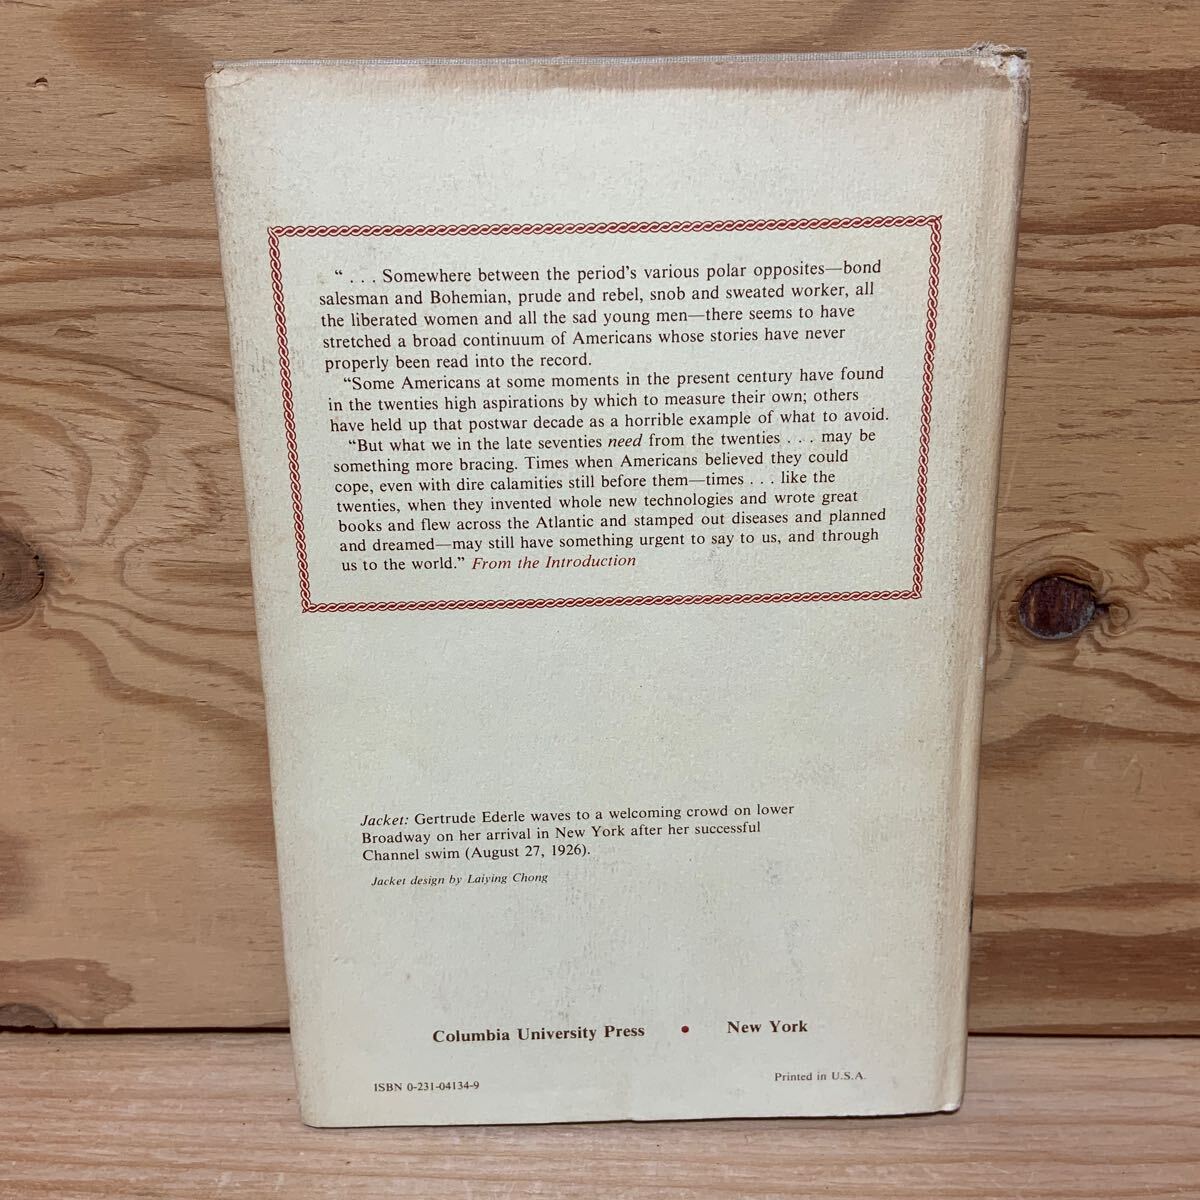 “ . . . Somewhere between the period's various polar opposites—bond
salesman and Bohemian, prude and rebel, snob and sweated worker, all
the liberated women and all the sad young men—there seems to have
stretched a broad continuum of Americans whose stories have never
properly been read into the record.
“Some Americans at some moments in the present century have found
in the twenties high aspirations by which to measure their own; others
have held up that postwar decade as a horrible example of what to avoid.
“But what we in the late seventies need from the twenties . . . may be
something more bracing. Times when Americans believed they could
cope, even with dire calamities still before them—times . . . like the
twenties, when they invented whole new technologies and wrote great
books and flew across the Atlantic and stamped out diseases and planned
and dreamed—may still have something urgent to say to us, and through
us to the world.” From the Introduction
Jacket: Gertrude Ederle waves to a welcoming crowd on lower
Broadway on her arrival in New York after her successful
Channel swim (August 27, 1926).
Jacket design by Laiying Chong
Columbia University Press • New York
ISBN 0-231-04134-9
Printed in U.S.A.